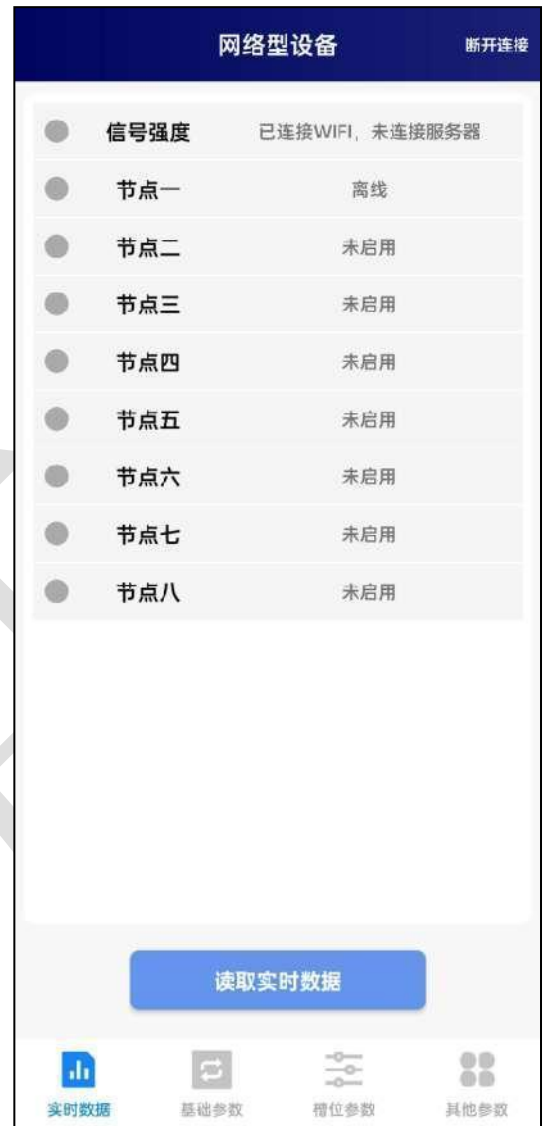 网络型设备 断开连接
信号强度 已连接WIFI，未连接服务器
节点一 离线
节点二 未启用
节点三 未启用
节点四 未启用
节点五 未启用
节点六 未启用
节点七 未启用
节点八 未启用
读取实时数据
实时数据 基础参数 槽位参数 其他参数